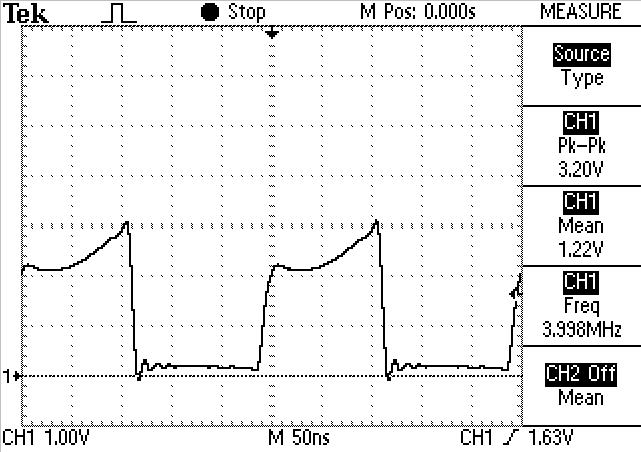 Tek Stop M Pos: 0.000s MEASURE
Source
Type
CH1
Pk-Pk
3.20V
CH1
Mean
1.22V
CH1
Freq
3.998MHz
CH2 Off
Mean
1
CH1 1.00V M 50ns CH1 1.63V